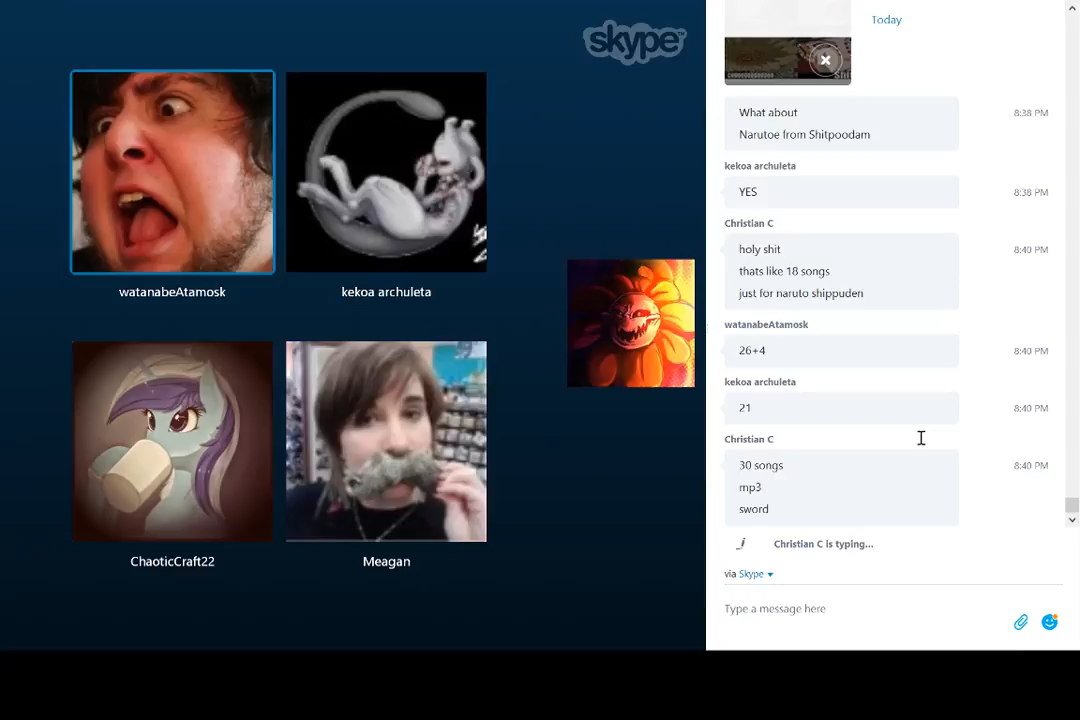 skype
watanabeAtamosk
kekoa archuleta
ChaoticCraft22
Meagan
Today
What about
Narutoe from Shitpoodam
8:38 PM
kekoa archuleta
YES
8:38 PM
Christian C
holy shit
8:40 PM
thats like 18 songs
just for naruto shippuden
watanabeAtamosk
26+4
8:40 PM
kekoa archuleta
21
8:40 PM
Christian C
30 songs
8:40 PM
mp3
sword
Christian C is typing...
via Skype
Type a message here